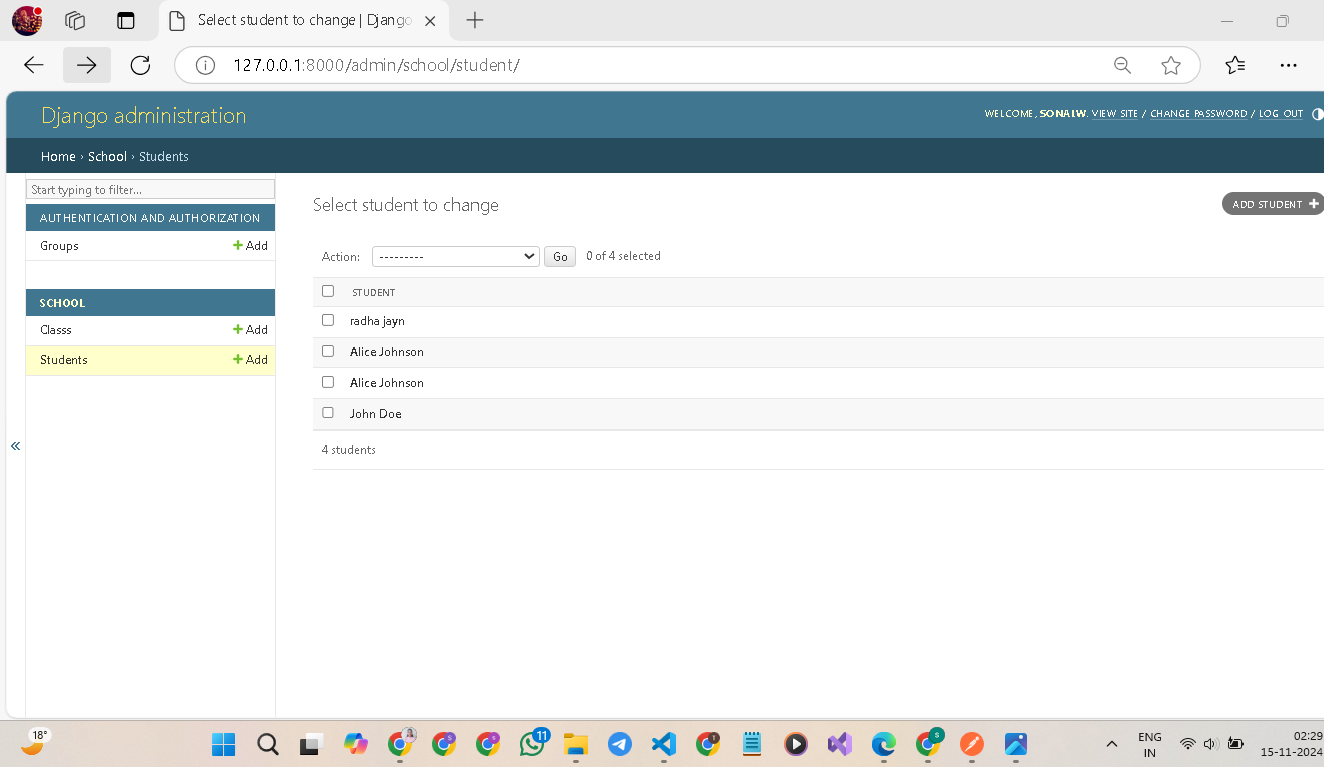 Select student to change | Django
127.0.0.1:8000/admin/school/student/
Django administration
WELCOME, SONALW. VIEW SITE / CHANGE PASSWORD / LOG OUT
Home › School › Students
Start typing to filter...
AUTHENTICATION AND AUTHORIZATION
Groups + Add
SCHOOL
Classs + Add
Students + Add
«
Select student to change
ADD STUDENT +
Action: --------- Go 0 of 4 selected
STUDENT
radha jayn
Alice Johnson
Alice Johnson
John Doe
4 students
18°
11
S
ENG
IN
02:29
15-11-2024